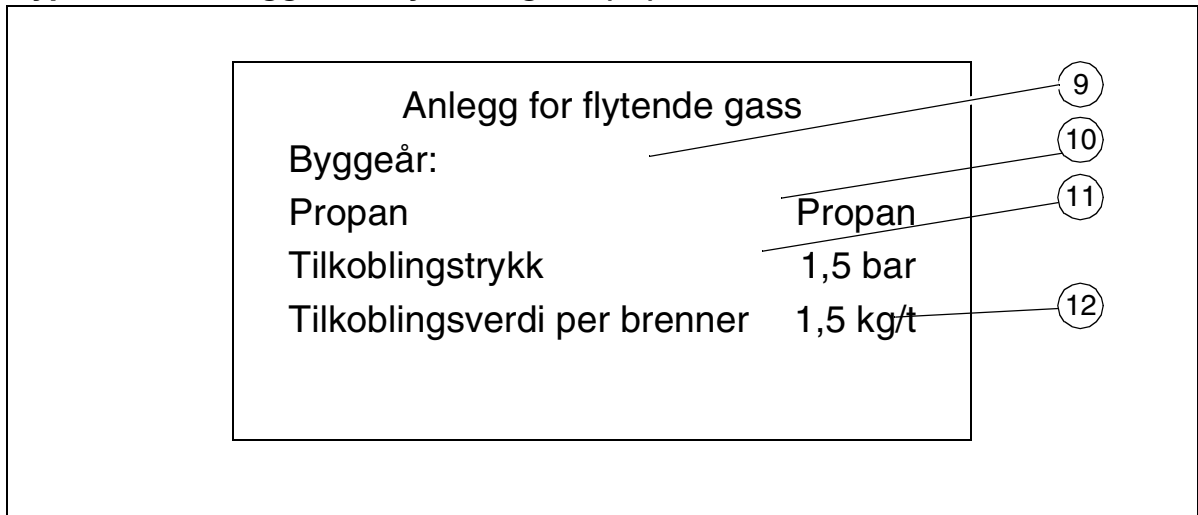 Anlegg for flytende gass
9
Byggeår:
10
Propan Propan
11
Tilkoblingstrykk 1,5 bar
Tilkoblingsverdi per brenner 1,5 kg/t
12